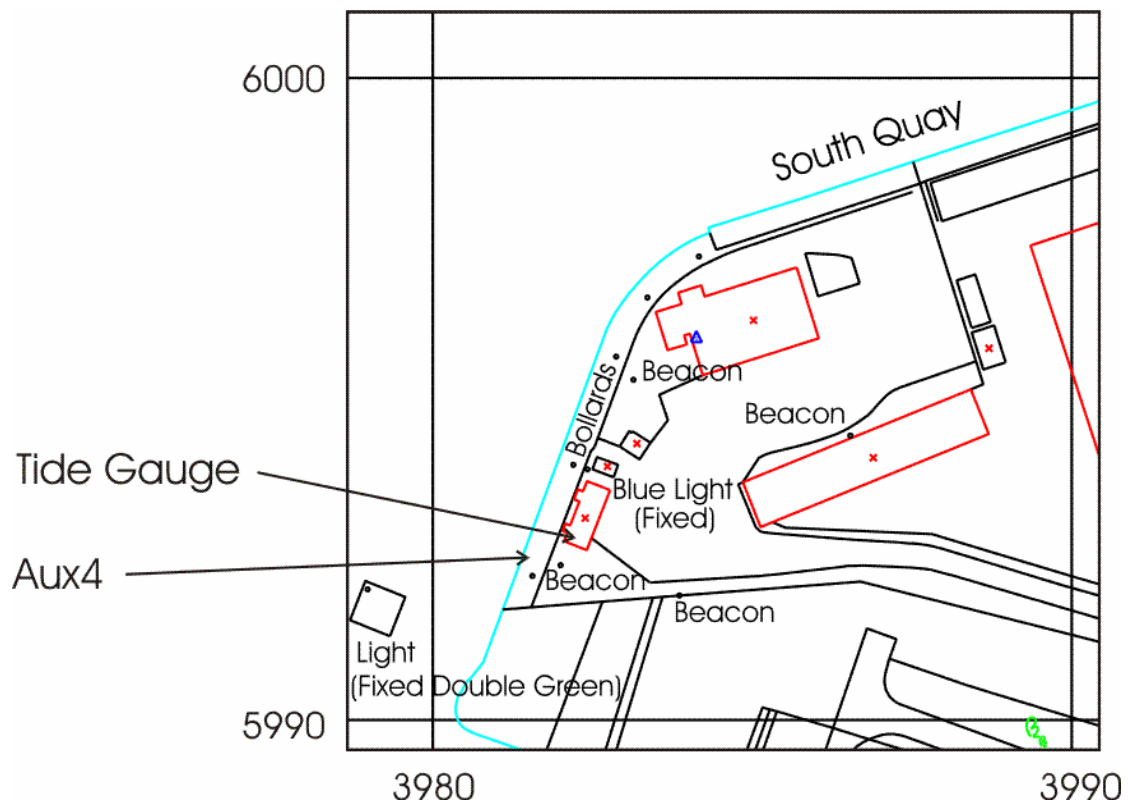 6000
South Quay
Beacon
Bollards
Beacon
Tide Gauge
Blue Light
(Fixed)
Aux4
Beacon
Beacon
Light
(Fixed Double Green)
5990
3980
3990